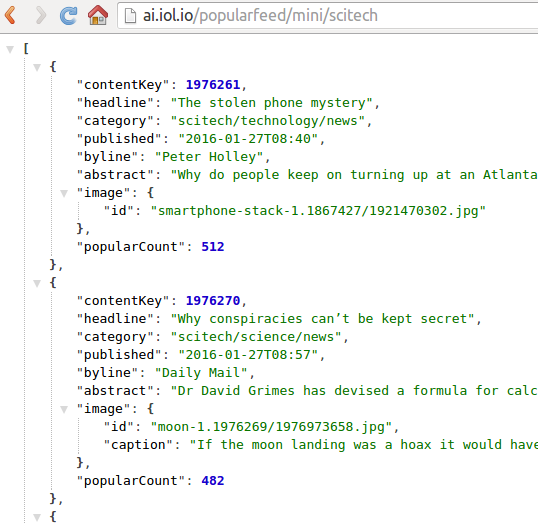 ai.iol.io/popularfeed/mini/scitech
[
{
"contentKey": 1976261,
"headline": "The stolen phone mystery",
"category": "scitech/technology/news",
"published": "2016-01-27T08:40",
"byline": "Peter Holley",
"abstract": "Why do people keep on turning up at an Atlanta
"image": {
"id": "smartphone-stack-1.1867427/1921470302.jpg"
},
"popularCount": 512
},
{
"contentKey": 1976270,
"headline": "Why conspiracies can’t be kept secret",
"category": "scitech/science/news",
"published": "2016-01-27T08:57",
"byline": "Daily Mail",
"abstract": "Dr David Grimes has devised a formula for calc
"image": {
"id": "moon-1.1976269/1976973658.jpg",
"caption": "If the moon landing was a hoax it would have
},
"popularCount": 482
},
{